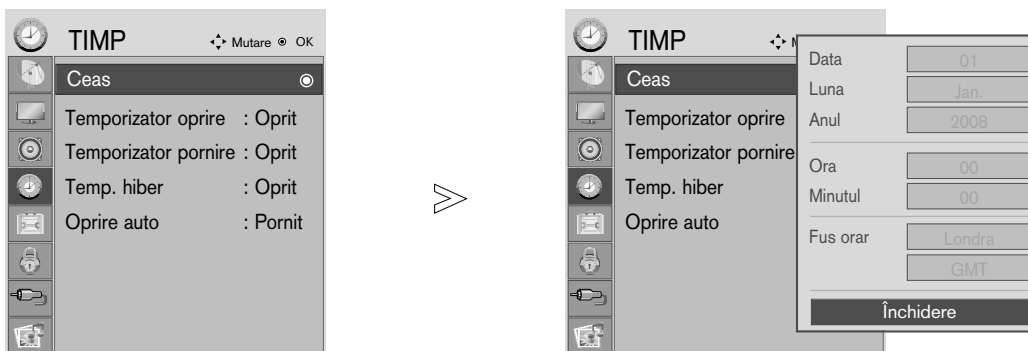 TIMP Mutare OK
Ceas
Temporizator oprire : Oprit
Temporizator pornire : Oprit
Temp. hiber : Oprit
Oprire auto : Pornit
TIMP
Ceas
Temporizator oprire
Temporizator pornire
Temp. hiber
Oprire auto
Data 01
Luna Jan.
Anul 2008
Ora 00
Minutul 00
Fus orar Londra
GMT
Închidere